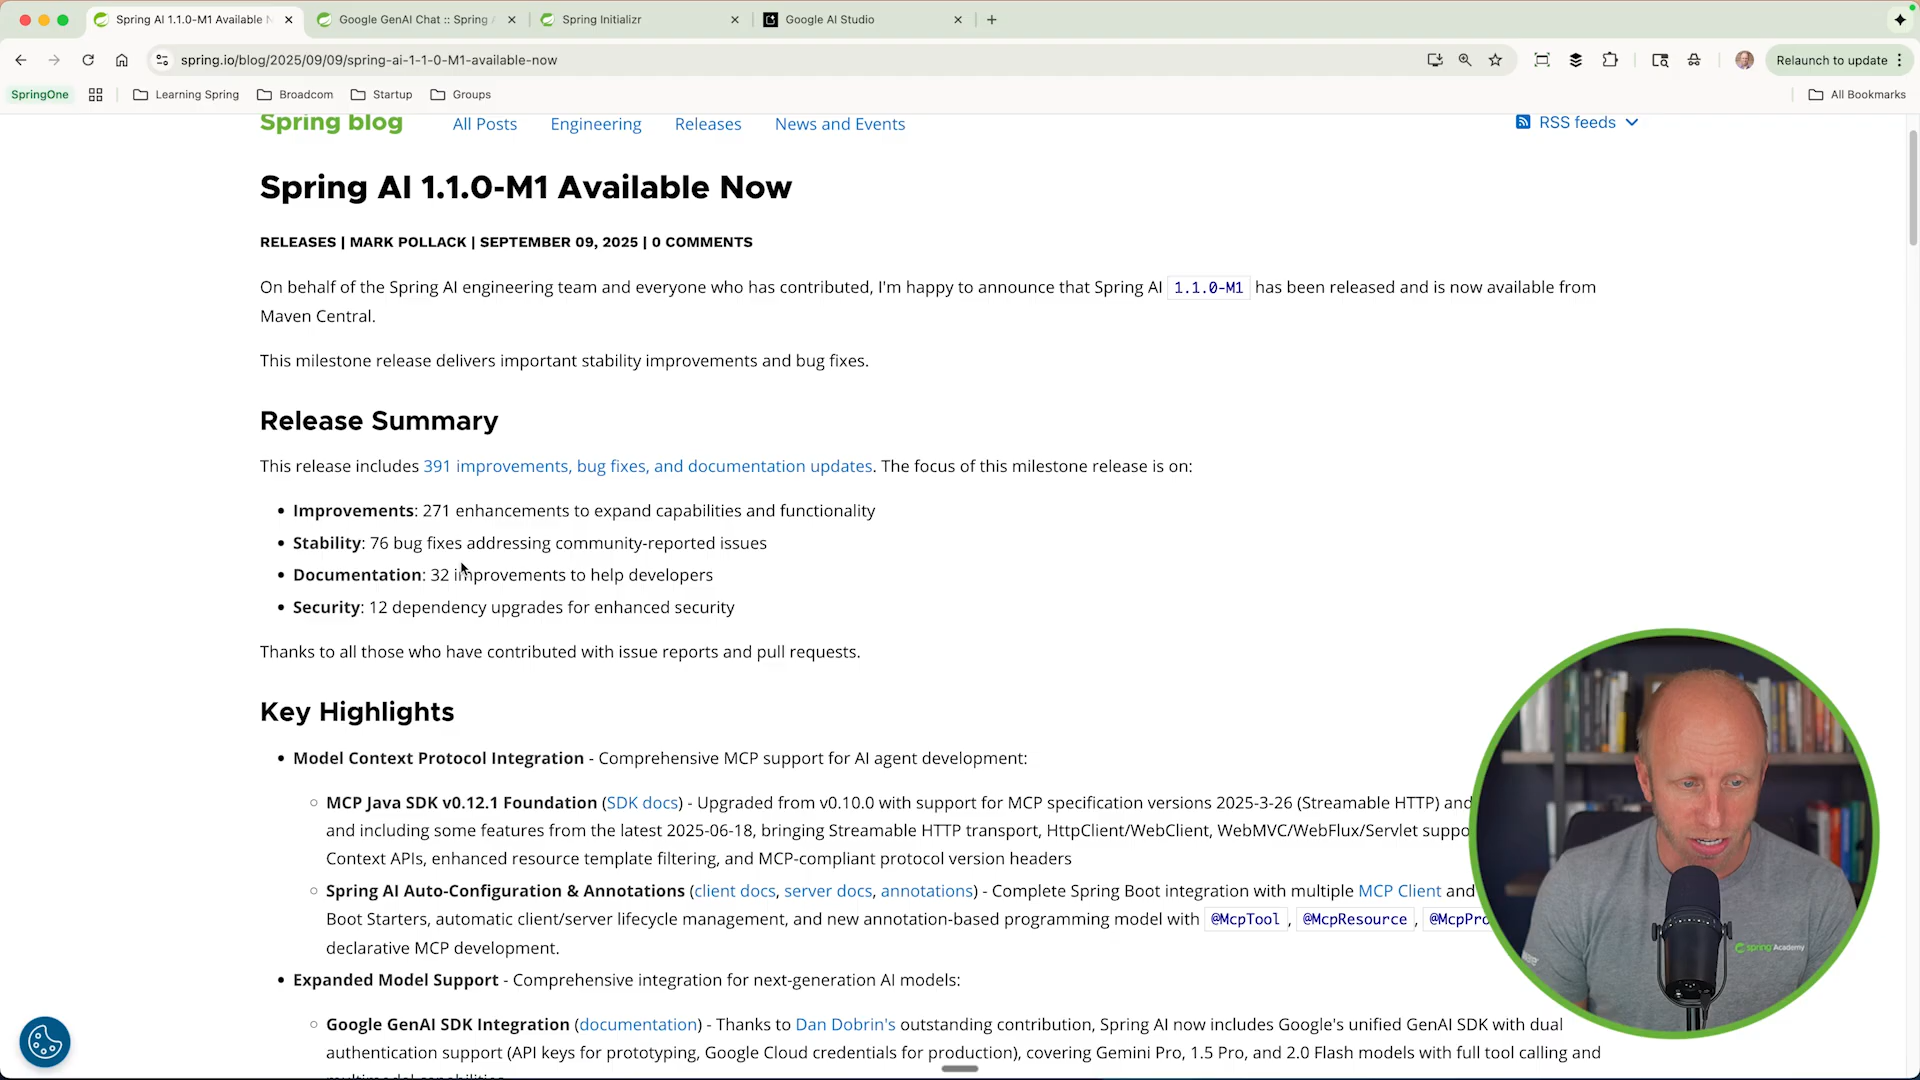 Spring AI 1.1.0-M1 Available N
Google GenAI Chat :: Spring
Spring Initializr
Google AI Studio
spring.io/blog/2025/09/09/spring-ai-1-1-0-M1-available-now
Relaunch to update
SpringOne
Learning Spring
Broadcom
Startup
Groups
All Bookmarks
Spring blog
All Posts
Engineering
Releases
News and Events
RSS feeds
Spring AI 1.1.0-M1 Available Now
RELEASES | MARK POLLACK | SEPTEMBER 09, 2025 | 0 COMMENTS
On behalf of the Spring AI engineering team and everyone who has contributed, I'm happy to announce that Spring AI 1.1.0-M1 has been released and is now available from
Maven Central.
This milestone release delivers important stability improvements and bug fixes.
Release Summary
This release includes 391 improvements, bug fixes, and documentation updates. The focus of this milestone release is on:
• Improvements: 271 enhancements to expand capabilities and functionality
• Stability: 76 bug fixes addressing community-reported issues
• Documentation: 32 improvements to help developers
• Security: 12 dependency upgrades for enhanced security
Thanks to all those who have contributed with issue reports and pull requests.
Key Highlights
• Model Context Protocol Integration - Comprehensive MCP support for AI agent development:
○ MCP Java SDK v0.12.1 Foundation (SDK docs) - Upgraded from v0.10.0 with support for MCP specification versions 2025-3-26 (Streamable HTTP) and
and including some features from the latest 2025-06-18, bringing Streamable HTTP transport, HttpClient/WebClient, WebMVC/WebFlux/Servlet suppo
Context APIs, enhanced resource template filtering, and MCP-compliant protocol version headers
○ Spring AI Auto-Configuration & Annotations (client docs, server docs, annotations) - Complete Spring Boot integration with multiple MCP Client and
Boot Starters, automatic client/server lifecycle management, and new annotation-based programming model with @McpTool, @McpResource, @McpPro
declarative MCP development.
• Expanded Model Support - Comprehensive integration for next-generation AI models:
○ Google GenAI SDK Integration (documentation) - Thanks to Dan Dobrin's outstanding contribution, Spring AI now includes Google's unified GenAI SDK with dual
authentication support (API keys for prototyping, Google Cloud credentials for production), covering Gemini Pro, 1.5 Pro, and 2.0 Flash models with full tool calling and
spring Academy